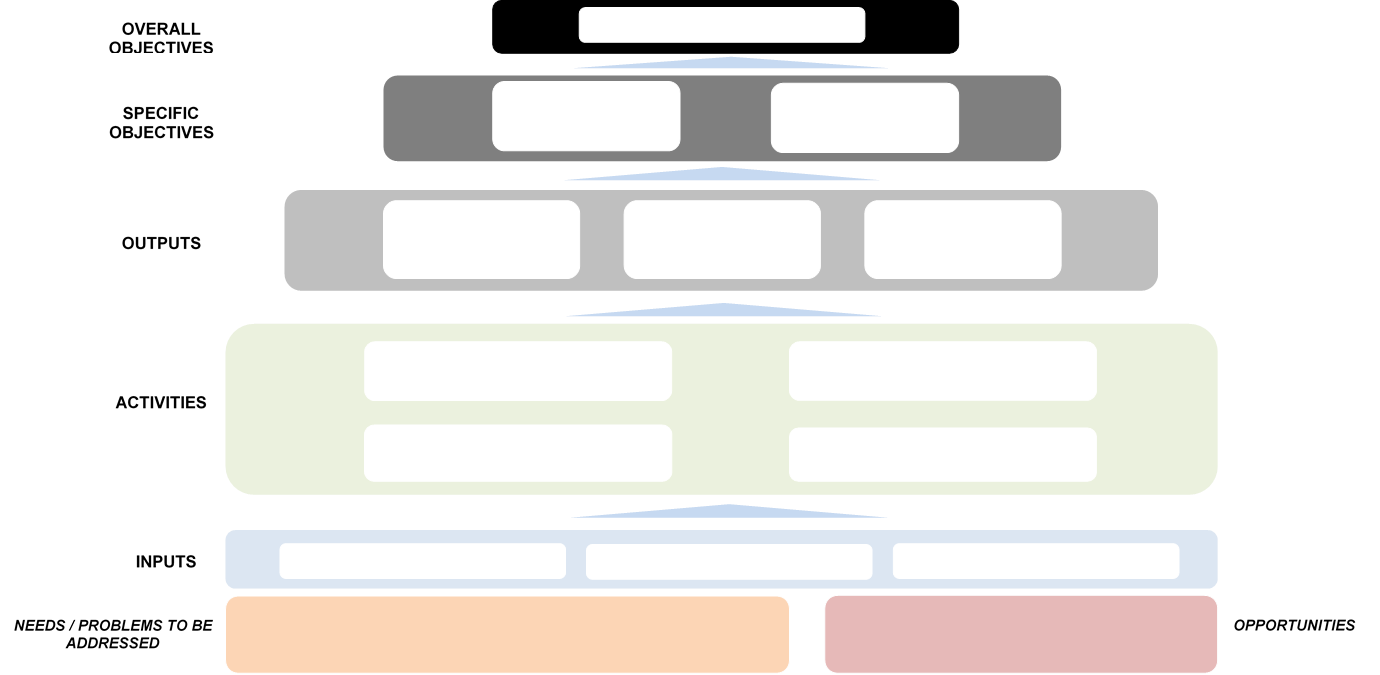 OVERALL
OBJECTIVES
SPECIFIC
OBJECTIVES
OUTPUTS
ACTIVITIES
INPUTS
NEEDS / PROBLEMS TO BE
ADDRESSED
OPPORTUNITIES